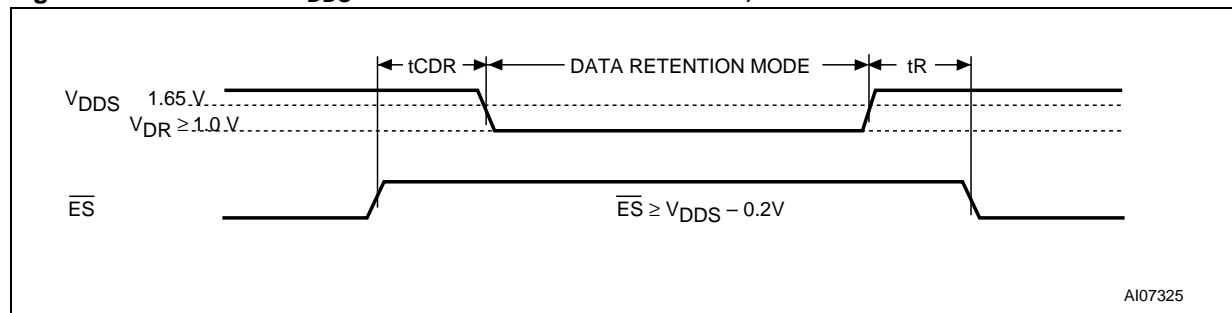 tCDR DATA RETENTION MODE tR
VDDS 1.65 V
VDR ≥ 1.0 V
ES ES ≥ VDDS – 0.2V
AI07325